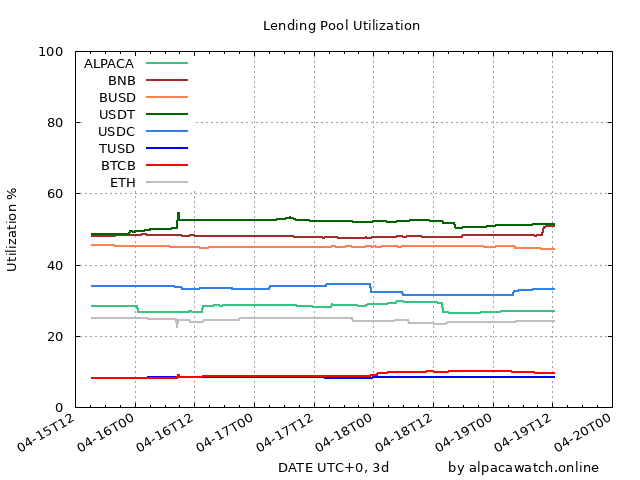 Lending Pool Utilization
Utilization %
100
80
60
40
20
0
ALPACA
BNB
BUSD
USDT
USDC
TUSD
BTCB
ETH
04-15T12
04-16T00
04-16T12
04-17T00
04-17T12
04-18T00
04-18T12
04-19T00
04-19T12
04-20T00
DATE UTC+0, 3d
by alpacawatch.online